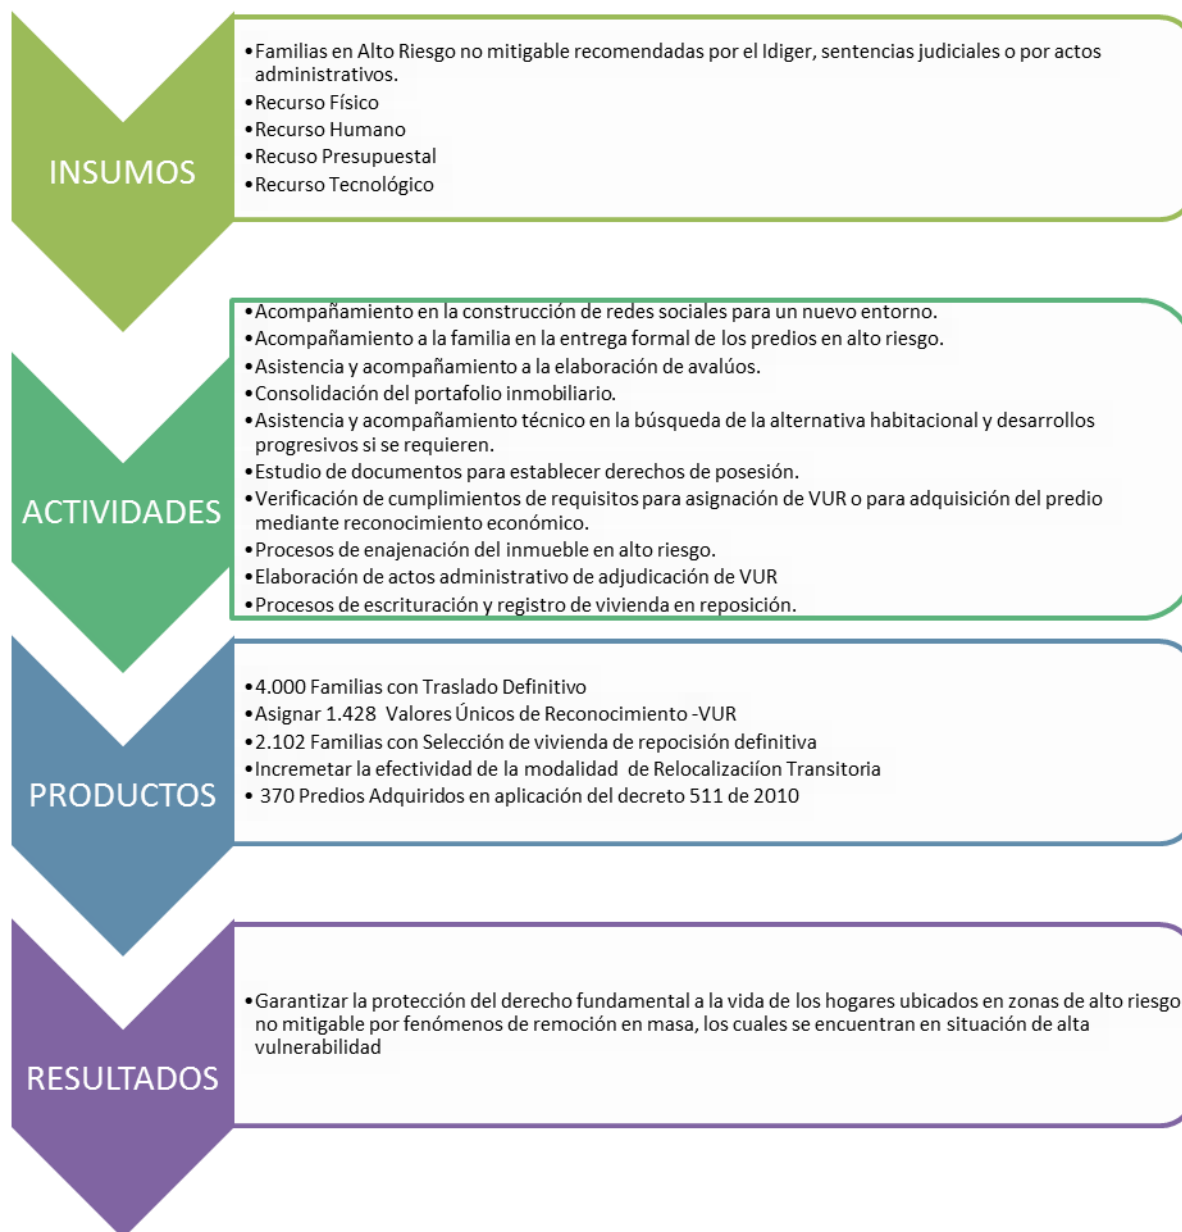 INSUMOS
•Familias en Alto Riesgo no mitigable recomendadas por el Idiger, sentencias judiciales o por actos
administrativos.
•Recurso Físico
•Recurso Humano
•Recuso Presupuestal
•Recurso Tecnológico
ACTIVIDADES
•Acompañamiento en la construcción de redes sociales para un nuevo entorno.
•Acompañamiento a la familia en la entrega formal de los predios en alto riesgo.
•Asistencia y acompañamiento a la elaboración de avalúos.
•Consolidación del portafolio inmobiliario.
•Asistencia y acompañamiento técnico en la búsqueda de la alternativa habitacional y desarrollos
progresivos si se requieren.
•Estudio de documentos para establecer derechos de posesión.
•Verificación de cumplimientos de requisitos para asignación de VUR o para adquisición del predio
mediante reconocimiento económico.
•Procesos de enajenación del inmueble en alto riesgo.
•Elaboración de actos administrativo de adjudicación de VUR
•Procesos de escrituración y registro de vivienda en reposición.
PRODUCTOS
•4.000 Familias con Traslado Definitivo
•Asignar 1.428  Valores Únicos de Reconocimiento -VUR
•2.102 Familias con Selección de vivienda de repocisión definitiva
•Incremetar la efectividad de la modalidad  de Relocalizaciíon Transitoria
• 370 Predios Adquiridos en aplicación del decreto 511 de 2010
RESULTADOS
•Garantizar la protección del derecho fundamental a la vida de los hogares ubicados en zonas de alto riesgo
no mitigable por fenómenos de remoción en masa, los cuales se encuentran en situación de alta
vulnerabilidad